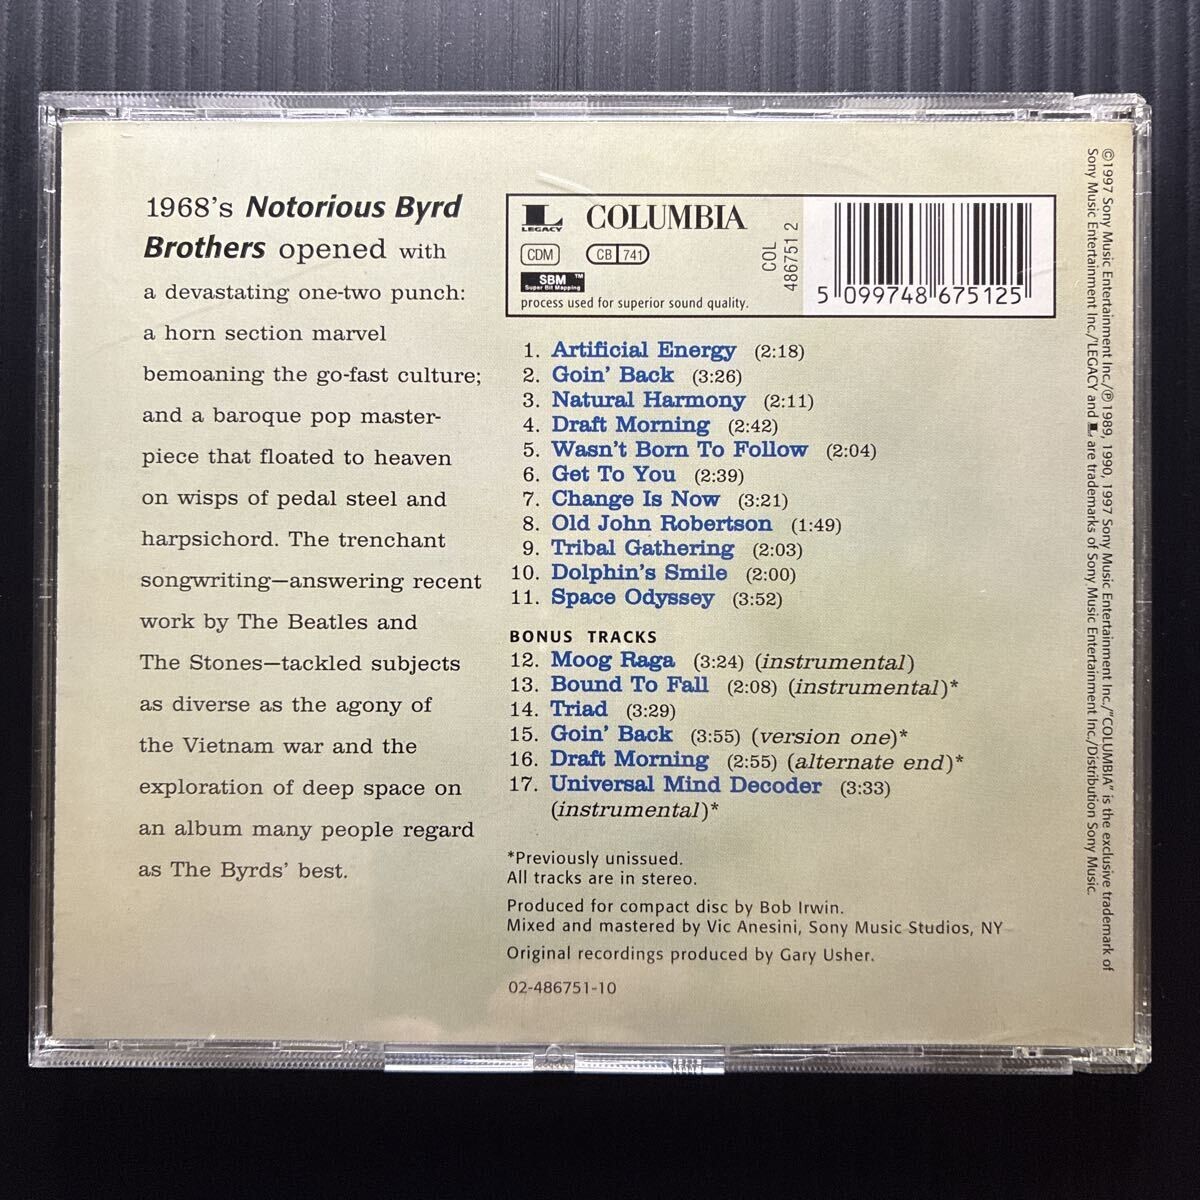 1968's Notorious Byrd
Brothers opened with
a devastating one-two punch:
a horn section marvel
bemoaning the go-fast culture;
and a baroque pop master-
piece that floated to heaven
on wisps of pedal steel and
harpsichord. The trenchant
songwriting—answering recent
work by The Beatles and
The Stones—tackled subjects
as diverse as the agony of
the Vietnam war and the
exploration of deep space on
an album many people regard
as The Byrds' best.
L
LEGACY
COLUMBIA
CDM
CB 741
SBM™
Super Bit Mapping
process used for superior sound quality.
COL
486751 2
5 099748 675125
1. Artificial Energy (2:18)
2. Goin' Back (3:26)
3. Natural Harmony (2:11)
4. Draft Morning (2:42)
5. Wasn't Born To Follow (2:04)
6. Get To You (2:39)
7. Change Is Now (3:21)
8. Old John Robertson (1:49)
9. Tribal Gathering (2:03)
10. Dolphin's Smile (2:00)
11. Space Odyssey (3:52)
BONUS TRACKS
12. Moog Raga (3:24) (instrumental)
13. Bound To Fall (2:08) (instrumental)*
14. Triad (3:29)
15. Goin' Back (3:55) (version one)*
16. Draft Morning (2:55) (alternate end)*
17. Universal Mind Decoder (3:33)
(instrumental)*
*Previously unissued.
All tracks are in stereo.
Produced for compact disc by Bob Irwin.
Mixed and mastered by Vic Anesini, Sony Music Studios, NY
Original recordings produced by Gary Usher.
02-486751-10
©1997 Sony Music Entertainment Inc./℗1989, 1990, 1997 Sony Music Entertainment Inc./"COLUMBIA" is the exclusive trademark of
Sony Music Entertainment Inc./LEGACY and L are trademarks of Sony Music Entertainment Inc./Distribution Sony Music.